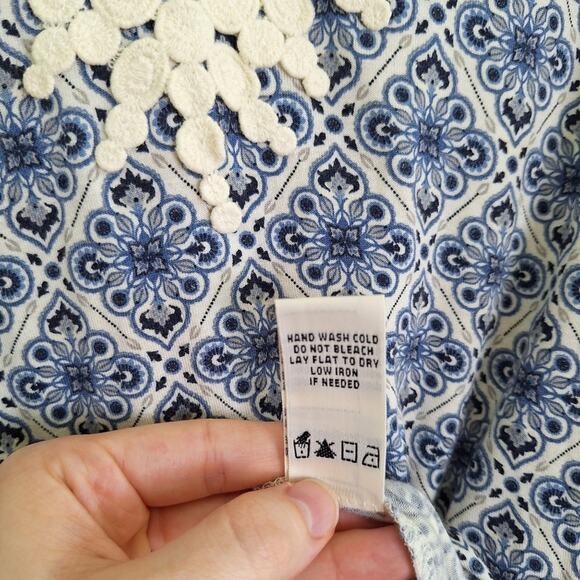 HAND WASH COLD
DO NOT BLEACH
LAY FLAT TO DRY
LOW IRON
IF NEEDED